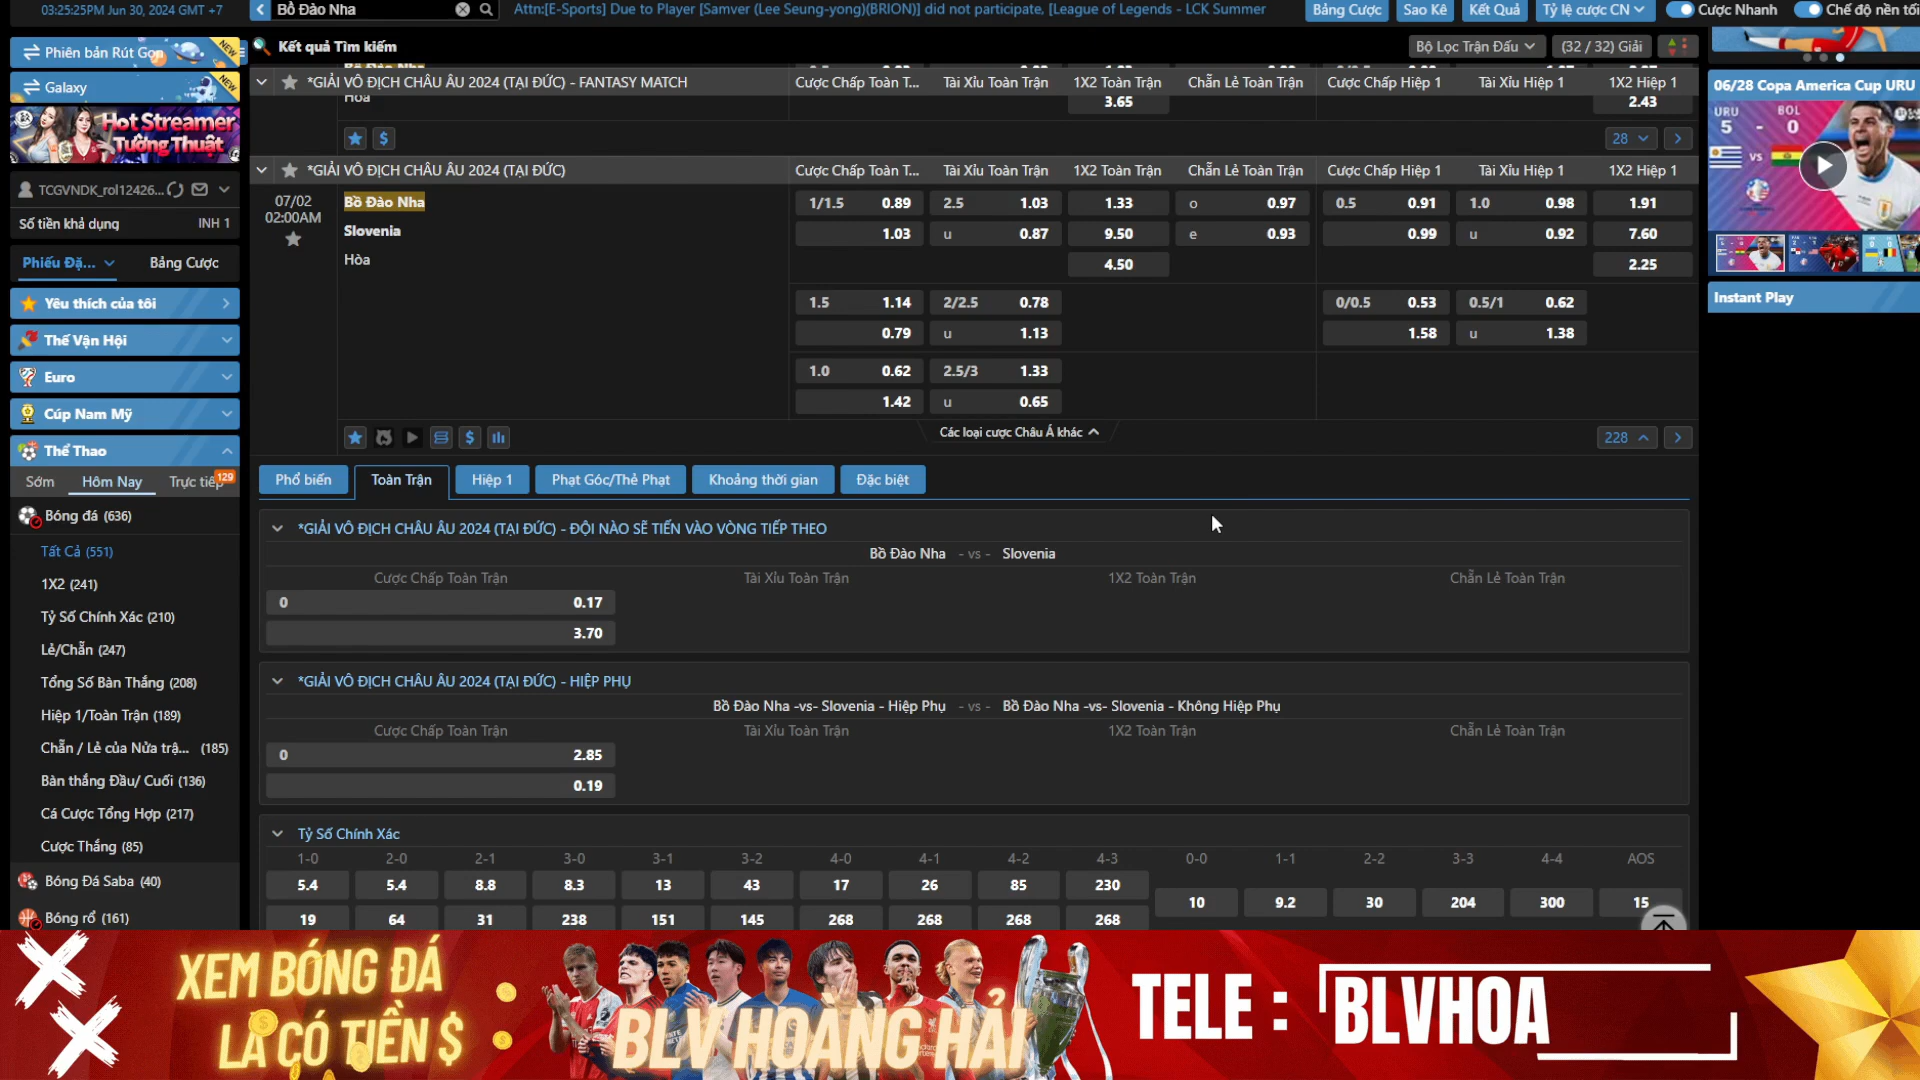 03:25:25PM Jun 30, 2024 GMT +7
Bồ Đào Nha
Attn:[E-Sports] Due to Player [Samver (Lee Seung-yong)(BRION)] did not participate, [League of Legends - LCK Summer
Bảng Cược
Sao Kê
Kết Quả
Tỷ lệ cược CN
Cược Nhanh
Chế độ nền tối
Phiên bản Rút Gọn
NEW
Galaxy
NEW
Hot Streamer
Tường Thuật
TCGVNDK_rol12426...
Số tiền khả dụng
INH 1
Phiếu Đặ...
Bảng Cược
Yêu thích của tôi
Thế Vận Hội
Euro
Cúp Nam Mỹ
Thể Thao
Sớm
Hôm Nay
Trực tiếp
129
Bóng đá (636)
Tất Cả (551)
1X2 (241)
Tỷ Số Chính Xác (210)
Lẻ/Chẵn (247)
Tổng Số Bàn Thắng (208)
Hiệp 1/Toàn Trận (189)
Chẵn / Lẻ của Nửa trậ... (185)
Bàn thắng Đầu/ Cuối (136)
Cá Cược Tổng Hợp (217)
Cược Thắng (85)
Bóng Đá Saba (40)
Bóng rổ (161)
Kết quả Tìm kiếm
Bộ Lọc Trận Đấu
(32 / 32) Giải
*GIẢI VÔ ĐỊCH CHÂU ÂU 2024 (TẠI ĐỨC) - FANTASY MATCH
Cược Chấp Toàn T...
Tài Xỉu Toàn Trận
1X2 Toàn Trận
Chẵn Lẻ Toàn Trận
Cược Chấp Hiệp 1
Tài Xỉu Hiệp 1
1X2 Hiệp 1
Hòa
3.65
2.43
28
*GIẢI VÔ ĐỊCH CHÂU ÂU 2024 (TẠI ĐỨC)
Cược Chấp Toàn T...
Tài Xỉu Toàn Trận
1X2 Toàn Trận
Chẵn Lẻ Toàn Trận
Cược Chấp Hiệp 1
Tài Xỉu Hiệp 1
1X2 Hiệp 1
07/02
02:00AM
Bồ Đào Nha
Slovenia
Hòa
1/1.5 0.89 2.5 1.03 1.33 o 0.97 0.5 0.91 1.0 0.98 1.91
1.03 u 0.87 9.50 e 0.93 0.99 u 0.92 7.60
4.50 2.25
1.5 1.14 2/2.5 0.78 0/0.5 0.53 0.5/1 0.62
0.79 u 1.13 1.58 u 1.38
1.0 0.62 2.5/3 1.33
1.42 u 0.65
Các loại cược Châu Á khác
228
Phổ biến
Toàn Trận
Hiệp 1
Phạt Góc/Thẻ Phạt
Khoảng thời gian
Đặc biệt
*GIẢI VÔ ĐỊCH CHÂU ÂU 2024 (TẠI ĐỨC) - ĐỘI NÀO SẼ TIẾN VÀO VÒNG TIẾP THEO
Bồ Đào Nha - vs - Slovenia
Cược Chấp Toàn Trận
Tài Xỉu Toàn Trận
1X2 Toàn Trận
Chẵn Lẻ Toàn Trận
0 0.17
3.70
*GIẢI VÔ ĐỊCH CHÂU ÂU 2024 (TẠI ĐỨC) - HIỆP PHỤ
Bồ Đào Nha -vs- Slovenia - Hiệp Phụ - vs - Bồ Đào Nha -vs- Slovenia - Không Hiệp Phụ
Cược Chấp Toàn Trận
Tài Xỉu Toàn Trận
1X2 Toàn Trận
Chẵn Lẻ Toàn Trận
0 2.85
0.19
Tỷ Số Chính Xác
1-0 2-0 2-1 3-0 3-1 3-2 4-0 4-1 4-2 4-3 0-0 1-1 2-2 3-3 4-4 AOS
5.4 5.4 8.8 8.3 13 43 17 26 85 230
10 9.2 30 204 300 15
19 64 31 238 151 145 268 268 268 268
06/28 Copa America Cup URU
URU BOL
5 - 0
vs
Instant Play
XEM BÓNG ĐÁ
LÀ CÓ TIỀN $
BLV HOÀNG HẢI
TELE : BLVHOA